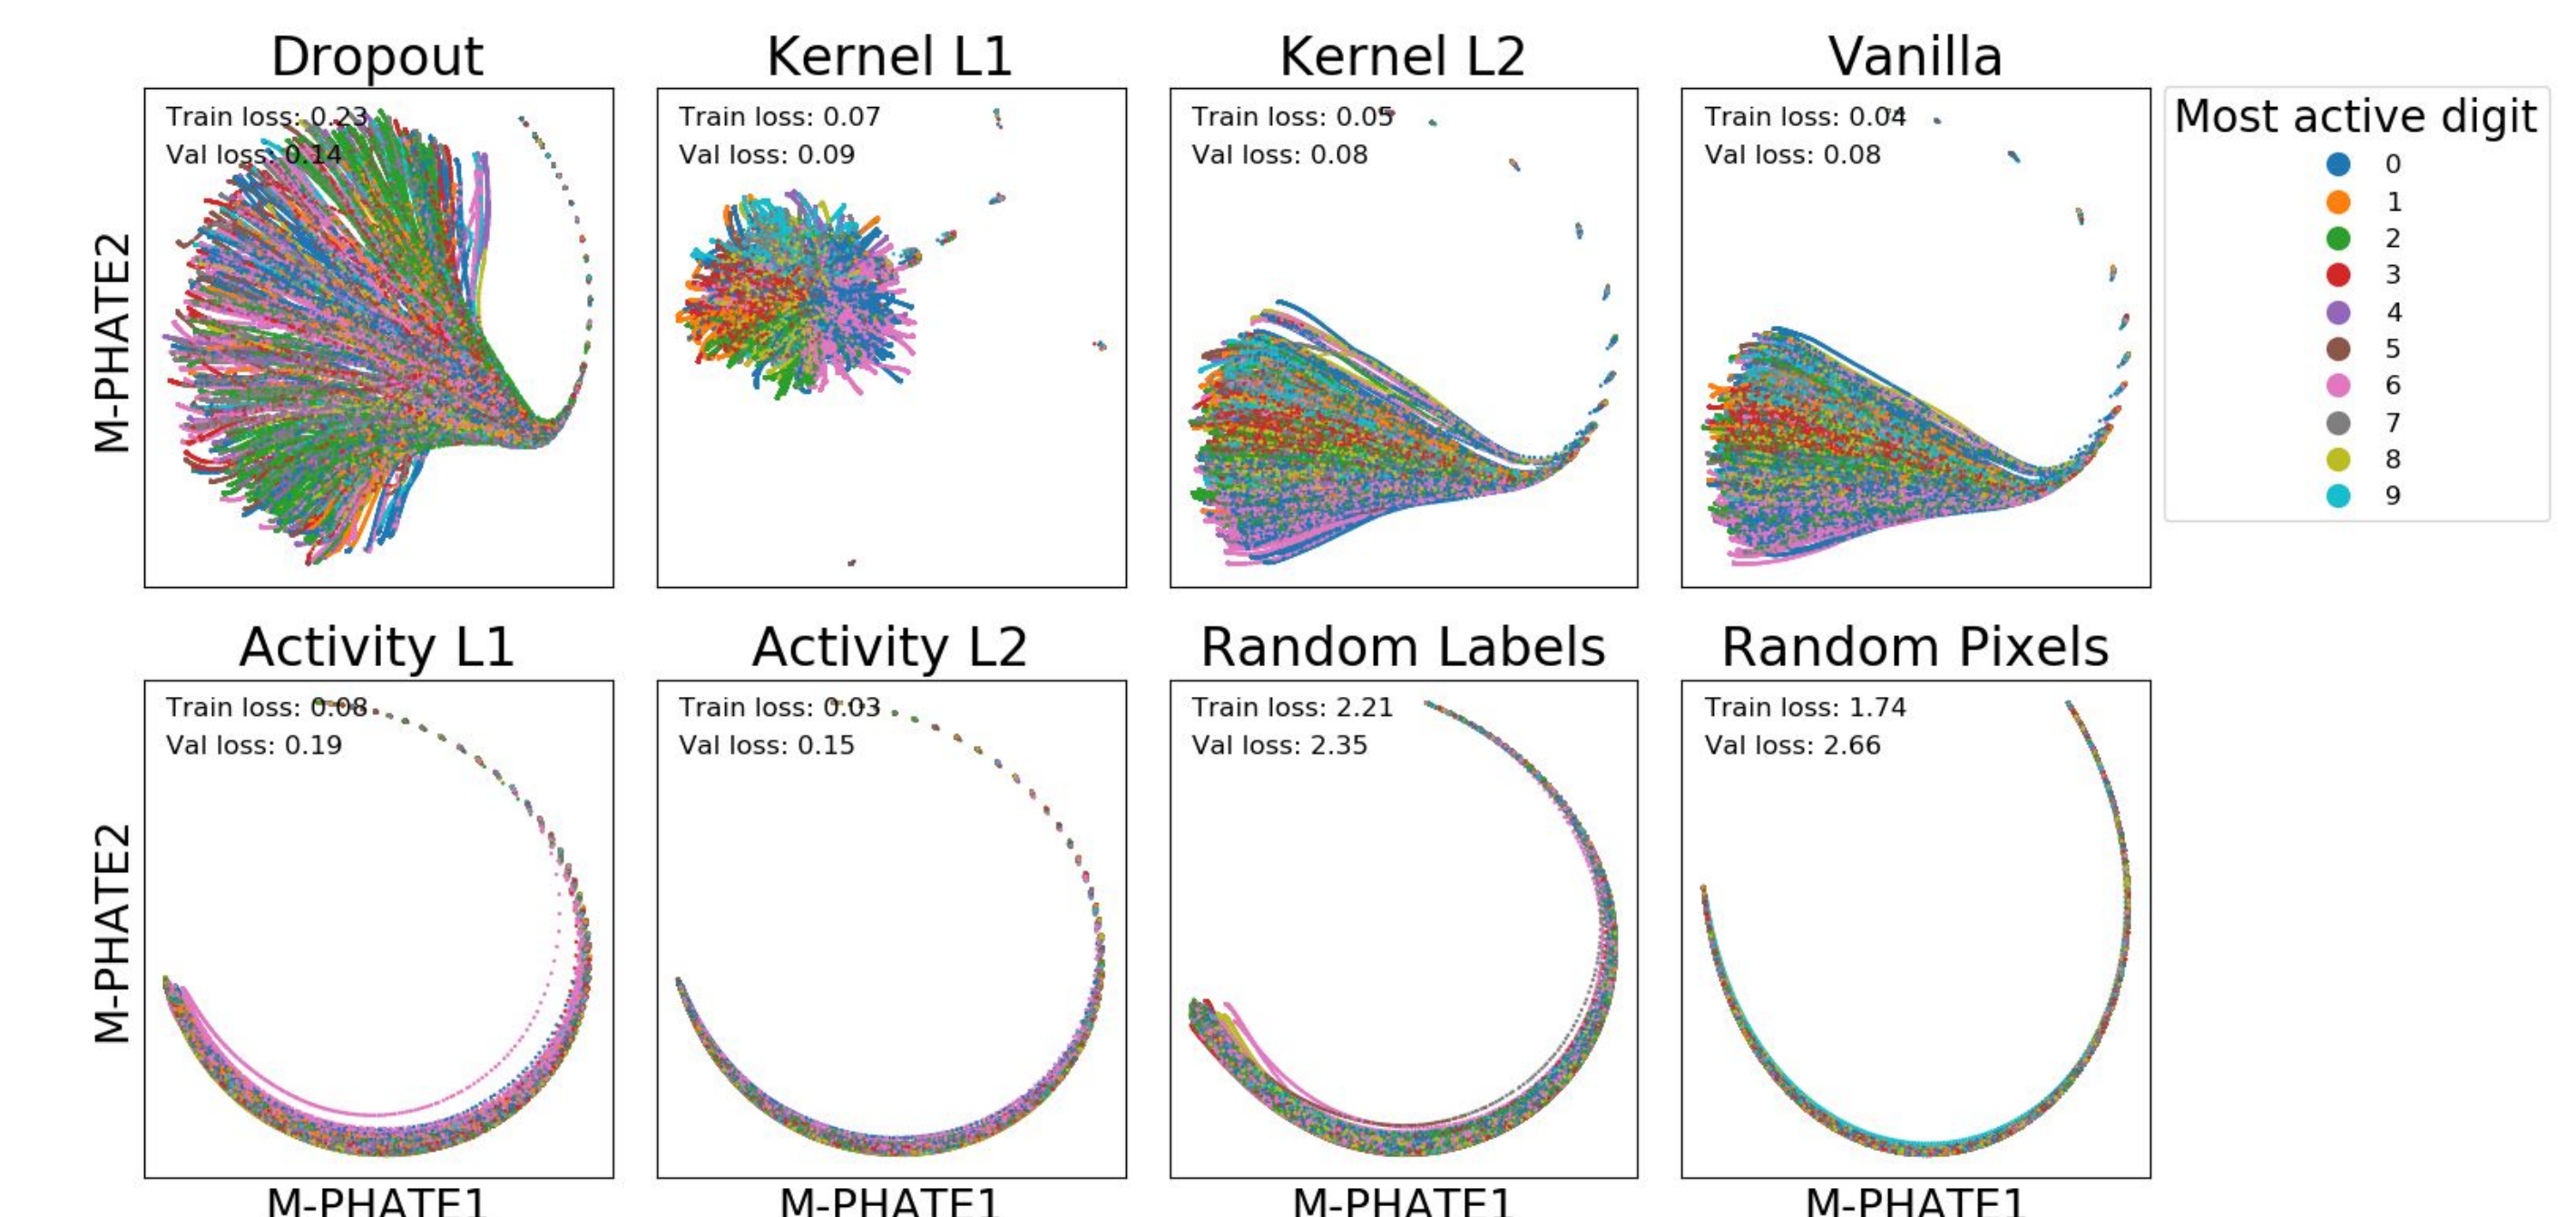 Dropout
Kernel L1
Kernel L2
Vanilla
Train loss: 0.23
Val loss: 0.14
Train loss: 0.07
Val loss: 0.09
Train loss: 0.05
Val loss: 0.08
Train loss: 0.04
Val loss: 0.08
M-PHATE2
Most active digit
0
1
2
3
4
5
6
7
8
9
Activity L1
Activity L2
Random Labels
Random Pixels
Train loss: 0.08
Val loss: 0.19
Train loss: 0.03
Val loss: 0.15
Train loss: 2.21
Val loss: 2.35
Train loss: 1.74
Val loss: 2.66
M-PHATE2
M-PHATE1
M-PHATE1
M-PHATE1
M-PHATE1